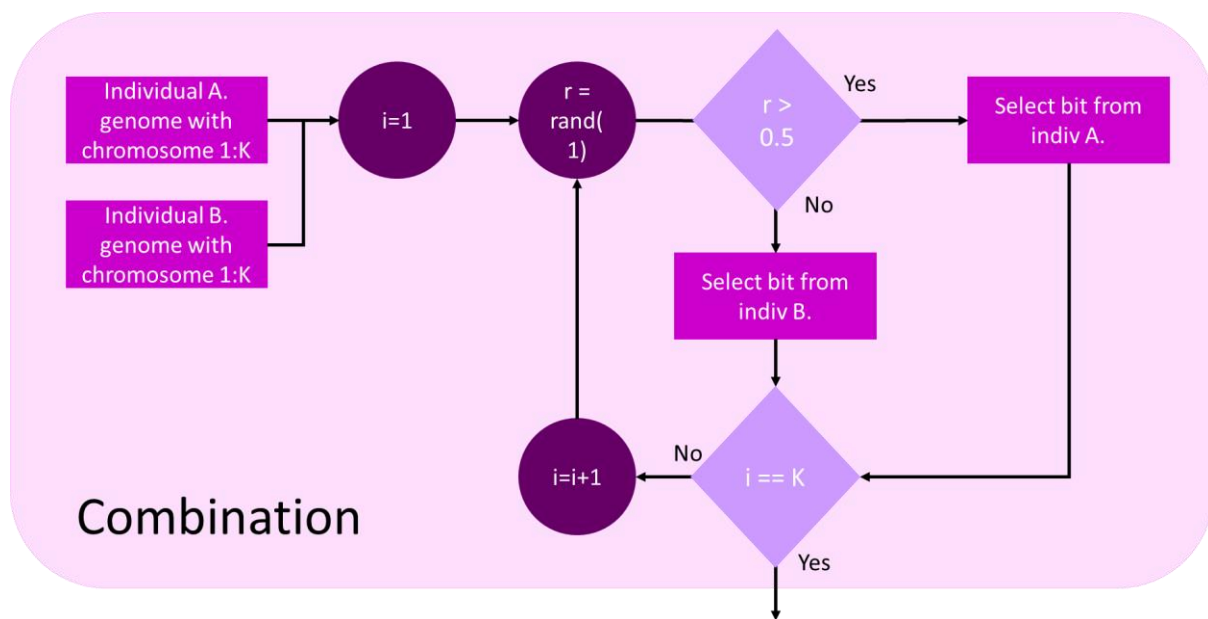 Individual A.
genome with
chromosome 1:K
Individual B.
genome with
chromosome 1:K
i=1
r =
rand(
1)
r >
0.5
Yes
Select bit from
indiv A.
No
Select bit from
indiv B.
i == K
No
i=i+1
Yes
Combination